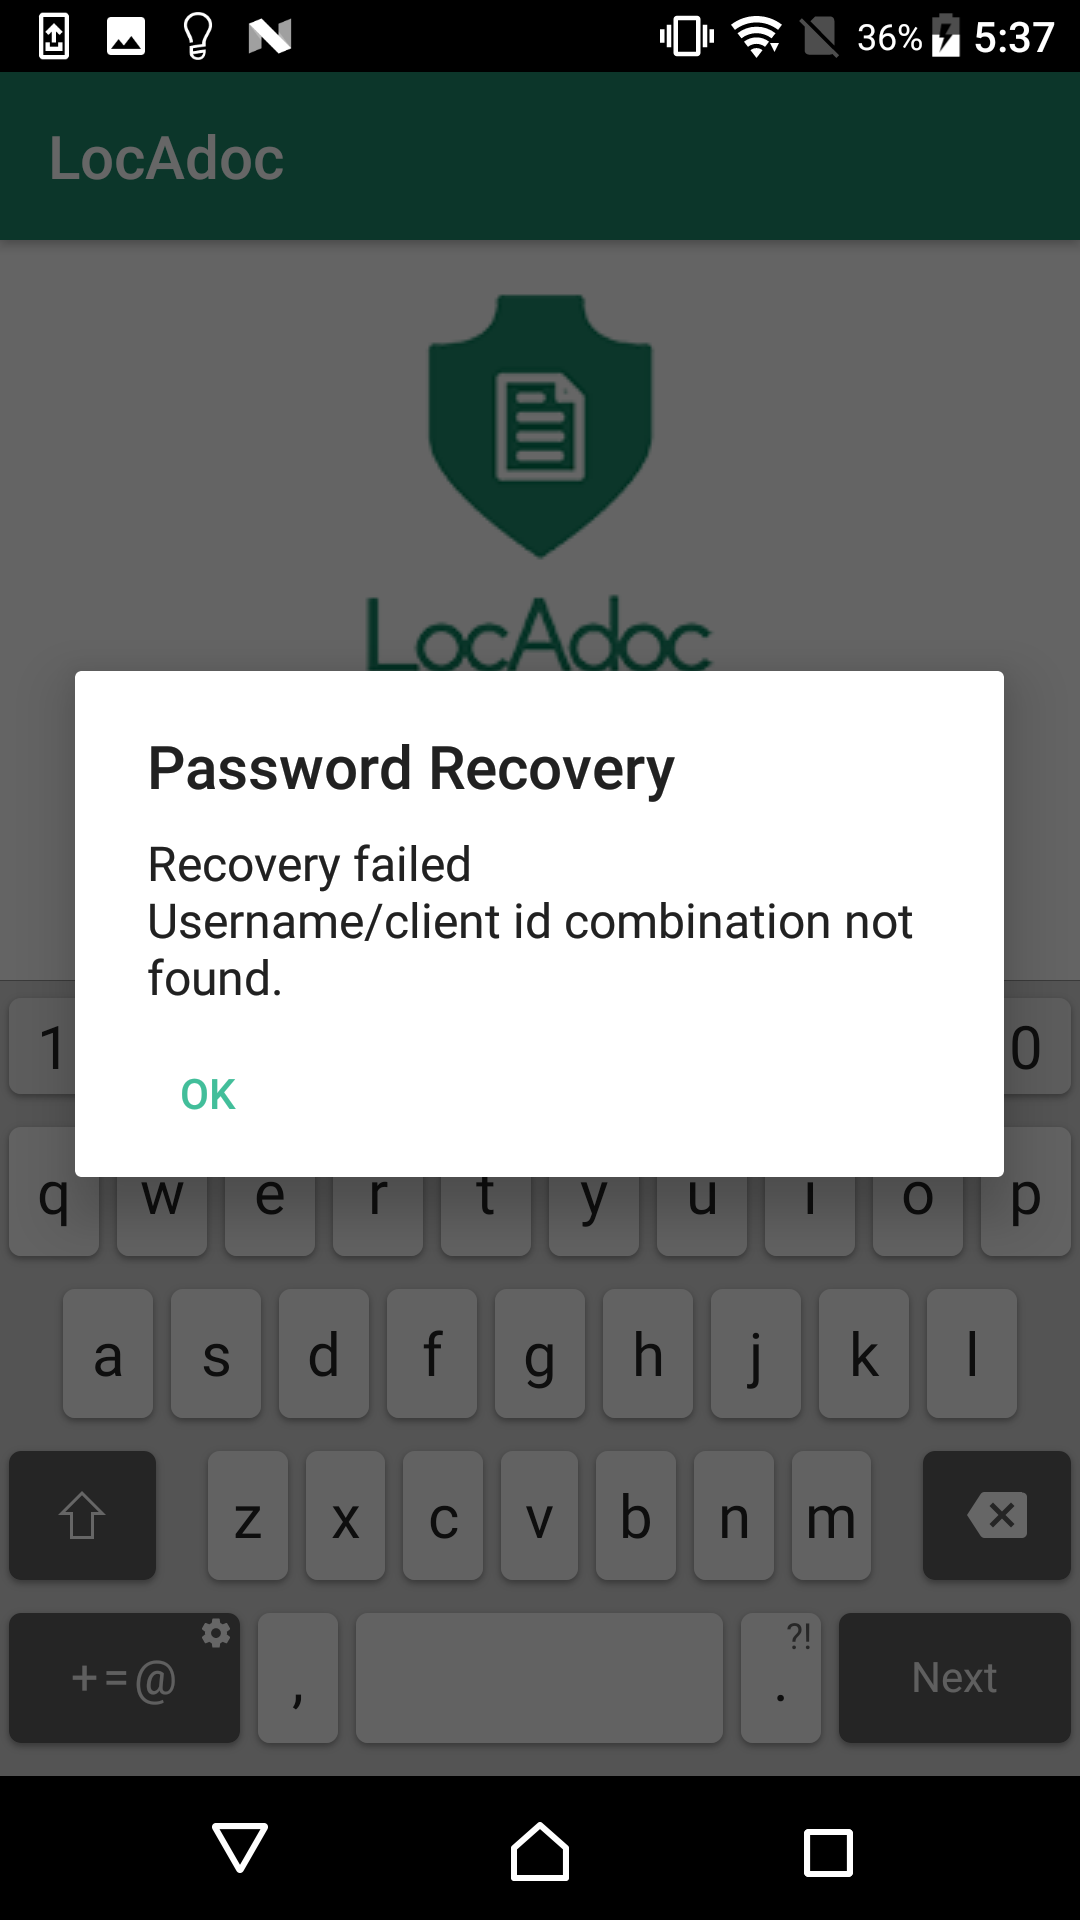 36% 5:37
LocAdoc
LocAdoc
Password Recovery
Recovery failed
Username/client id combination not
found.
OK
1 0
q w e r t y u i o p
a s d f g h j k l
z x c v b n m
+=@ , . ?! Next